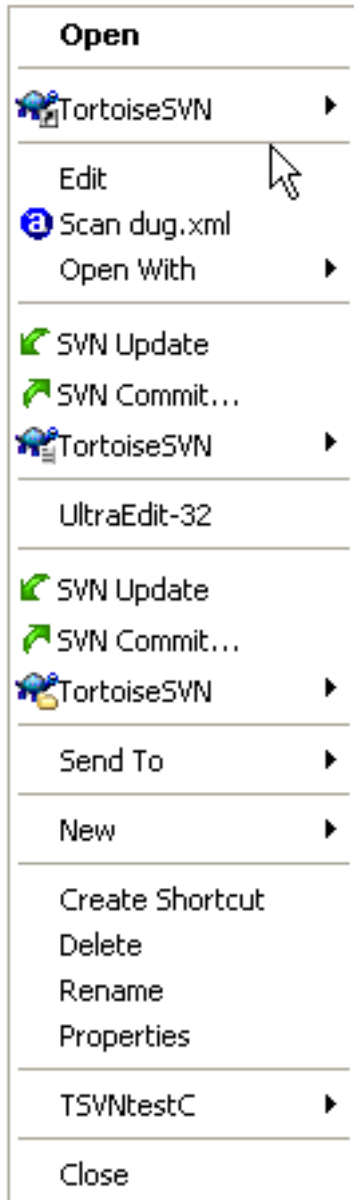 Open
TortoiseSVN
Edit
Scan dug.xml
Open With
SVN Update
SVN Commit...
TortoiseSVN
UltraEdit-32
SVN Update
SVN Commit...
TortoiseSVN
Send To
New
Create Shortcut
Delete
Rename
Properties
TSVNtestC
Close